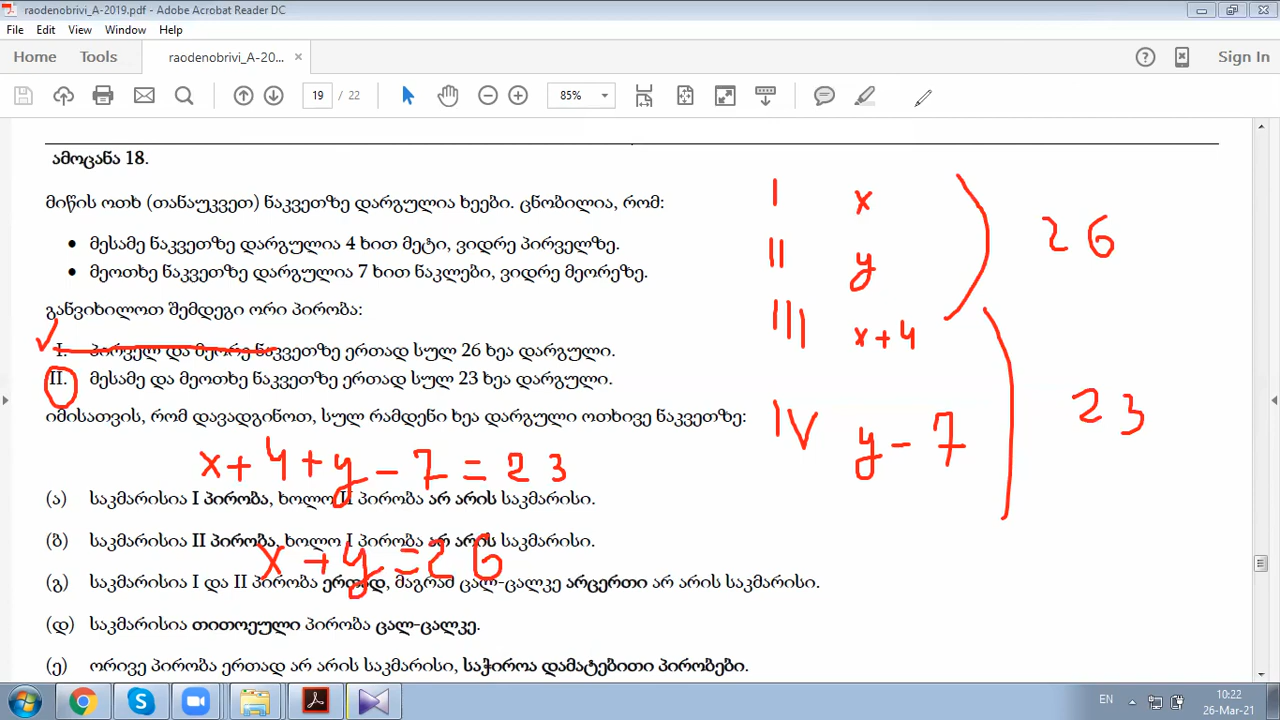 raodenobrivi_A-2019.pdf - Adobe Acrobat Reader DC
File Edit View Window Help
Home Tools raodenobrivi_A-20... × Sign In
19 / 22 85%
ამოცანა 18.
მიწის ოთხ (თანაუკვეთ) ნაკვეთზე დარგულია ხეები. ცნობილია, რომ:
• მესამე ნაკვეთზე დარგულია 4 ხით მეტი, ვიდრე პირველზე.
• მეოთხე ნაკვეთზე დარგულია 7 ხით ნაკლები, ვიდრე მეორეზე.
განვიხილოთ შემდეგი ორი პირობა:
I. პირველ და მეორე ნაკვეთზე ერთად სულ 26 ხეა დარგული.
II. მესამე და მეოთხე ნაკვეთზე ერთად სულ 23 ხეა დარგული.
იმისათვის, რომ დავადგინოთ, სულ რამდენი ხეა დარგული ოთხივე ნაკვეთზე:
x+4+y-7=23
(ა) საკმარისია I პირობა, ხოლო II პირობა არ არის საკმარისი.
(ბ) საკმარისია II პირობა, ხოლო I პირობა არ არის საკმარისი.
x+y=26
(გ) საკმარისია I და II პირობა ერთად, მაგრამ ცალ-ცალკე არცერთი არ არის საკმარისი.
(დ) საკმარისია თითოეული პირობა ცალ-ცალკე.
(ე) ორივე პირობა ერთად არ არის საკმარისი, საჭიროა დამატებითი პირობები.
I x
II y
26
III x+4
IV y-7
23
EN 10:22
26-Mar-21